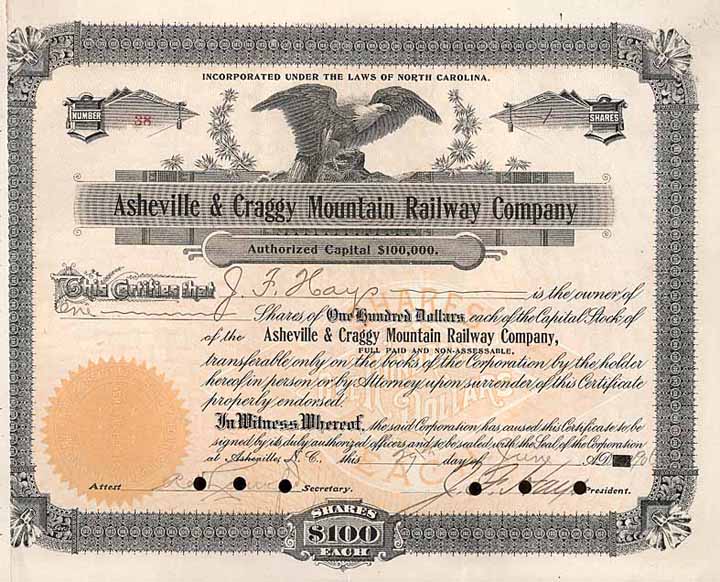 INCORPORATED UNDER THE LAWS OF NORTH CAROLINA.
NUMBER 38
1 SHARES
Asheville & Craggy Mountain Railway Company
Authorized Capital $100,000.
This Certifies that J. F. Hays is the owner of
One Shares of One Hundred Dollars each of the Capital Stock of
of the Asheville & Craggy Mountain Railway Company,
FULL PAID AND NON-ASSESSABLE.
transferable only on the books of the Corporation by the holder
hereof in person or by Attorney upon surrender of this Certificate
properly endorsed.
In Witness Whereof, the said Corporation has caused this Certificate to be
signed by its duly authorized officers and to be sealed with the Seal of the Corporation
at Asheville, N. C., this 29th day of June A.D.
Attest Secretary. J. F. Hays President.
SHARES
$100
EACH
SHARES
DOLLARS
EACH